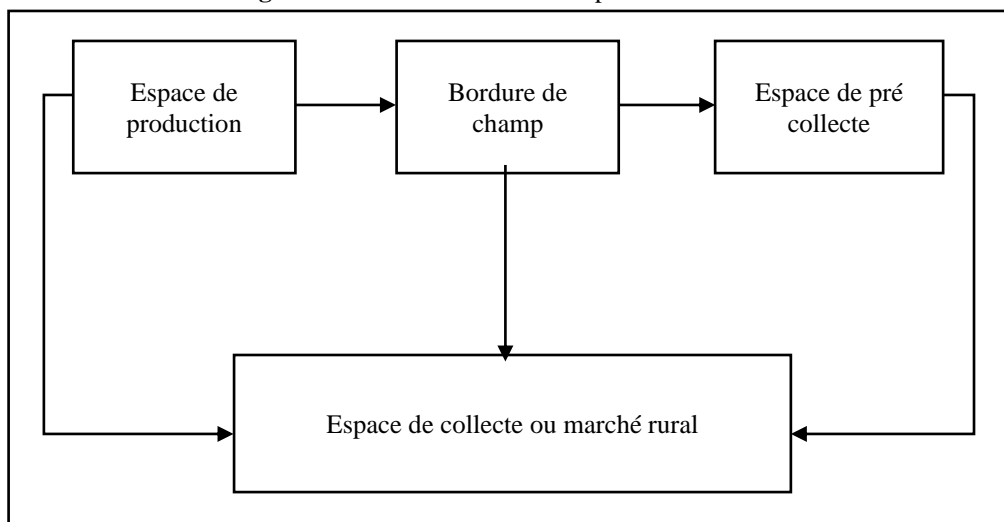 Espace de
production
Bordure de
champ
Espace de pré
collecte
Espace de collecte ou marché rural